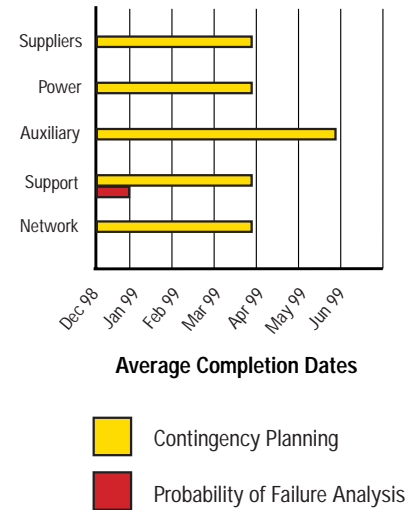 Suppliers
Power
Auxiliary
Support
Network
Dec 98 Jan 99 Feb 99 Mar 99 Apr 99 May 99 Jun 99
Average Completion Dates
Contingency Planning
Probability of Failure Analysis